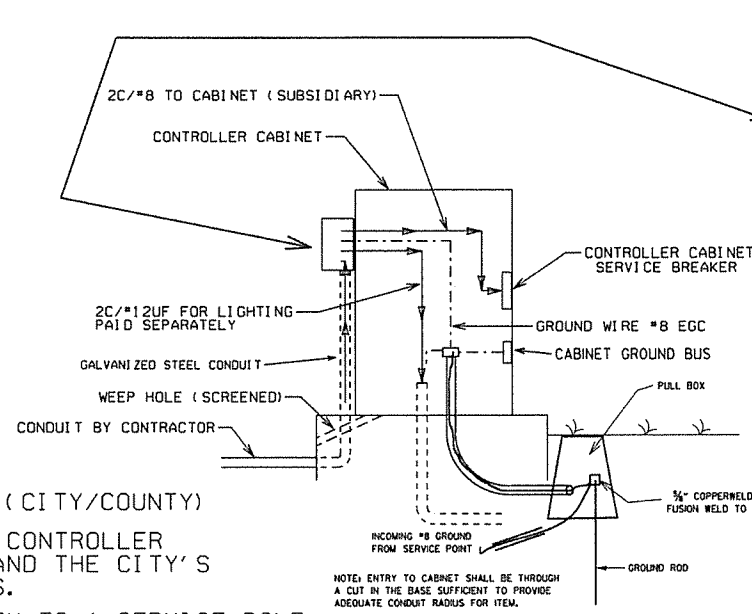 2C/#8 TO CABINET (SUBSIDIARY)
CONTROLLER CABINET
CONTROLLER CABINET
SERVICE BREAKER
2C/#12UF FOR LIGHTING
PAID SEPARATELY
GROUND WIRE #8 EGC
CABINET GROUND BUS
GALVANIZED STEEL CONDUIT
PULL BOX
WEEP HOLE (SCREENED)
CONDUIT BY CONTRACTOR
(CITY/COUNTY)
CONTROLLER
AND THE CITY'S
S.
5/8" COPPERWELD
FUSION WELD TO
INCOMING #8 GROUND
FROM SERVICE POINT
GROUND ROD
NOTE: ENTRY TO CABINET SHALL BE THROUGH
A CUT IN THE BASE SUFFICIENT TO PROVIDE
ADEQUATE CONDUIT RADIUS FOR ITEM.